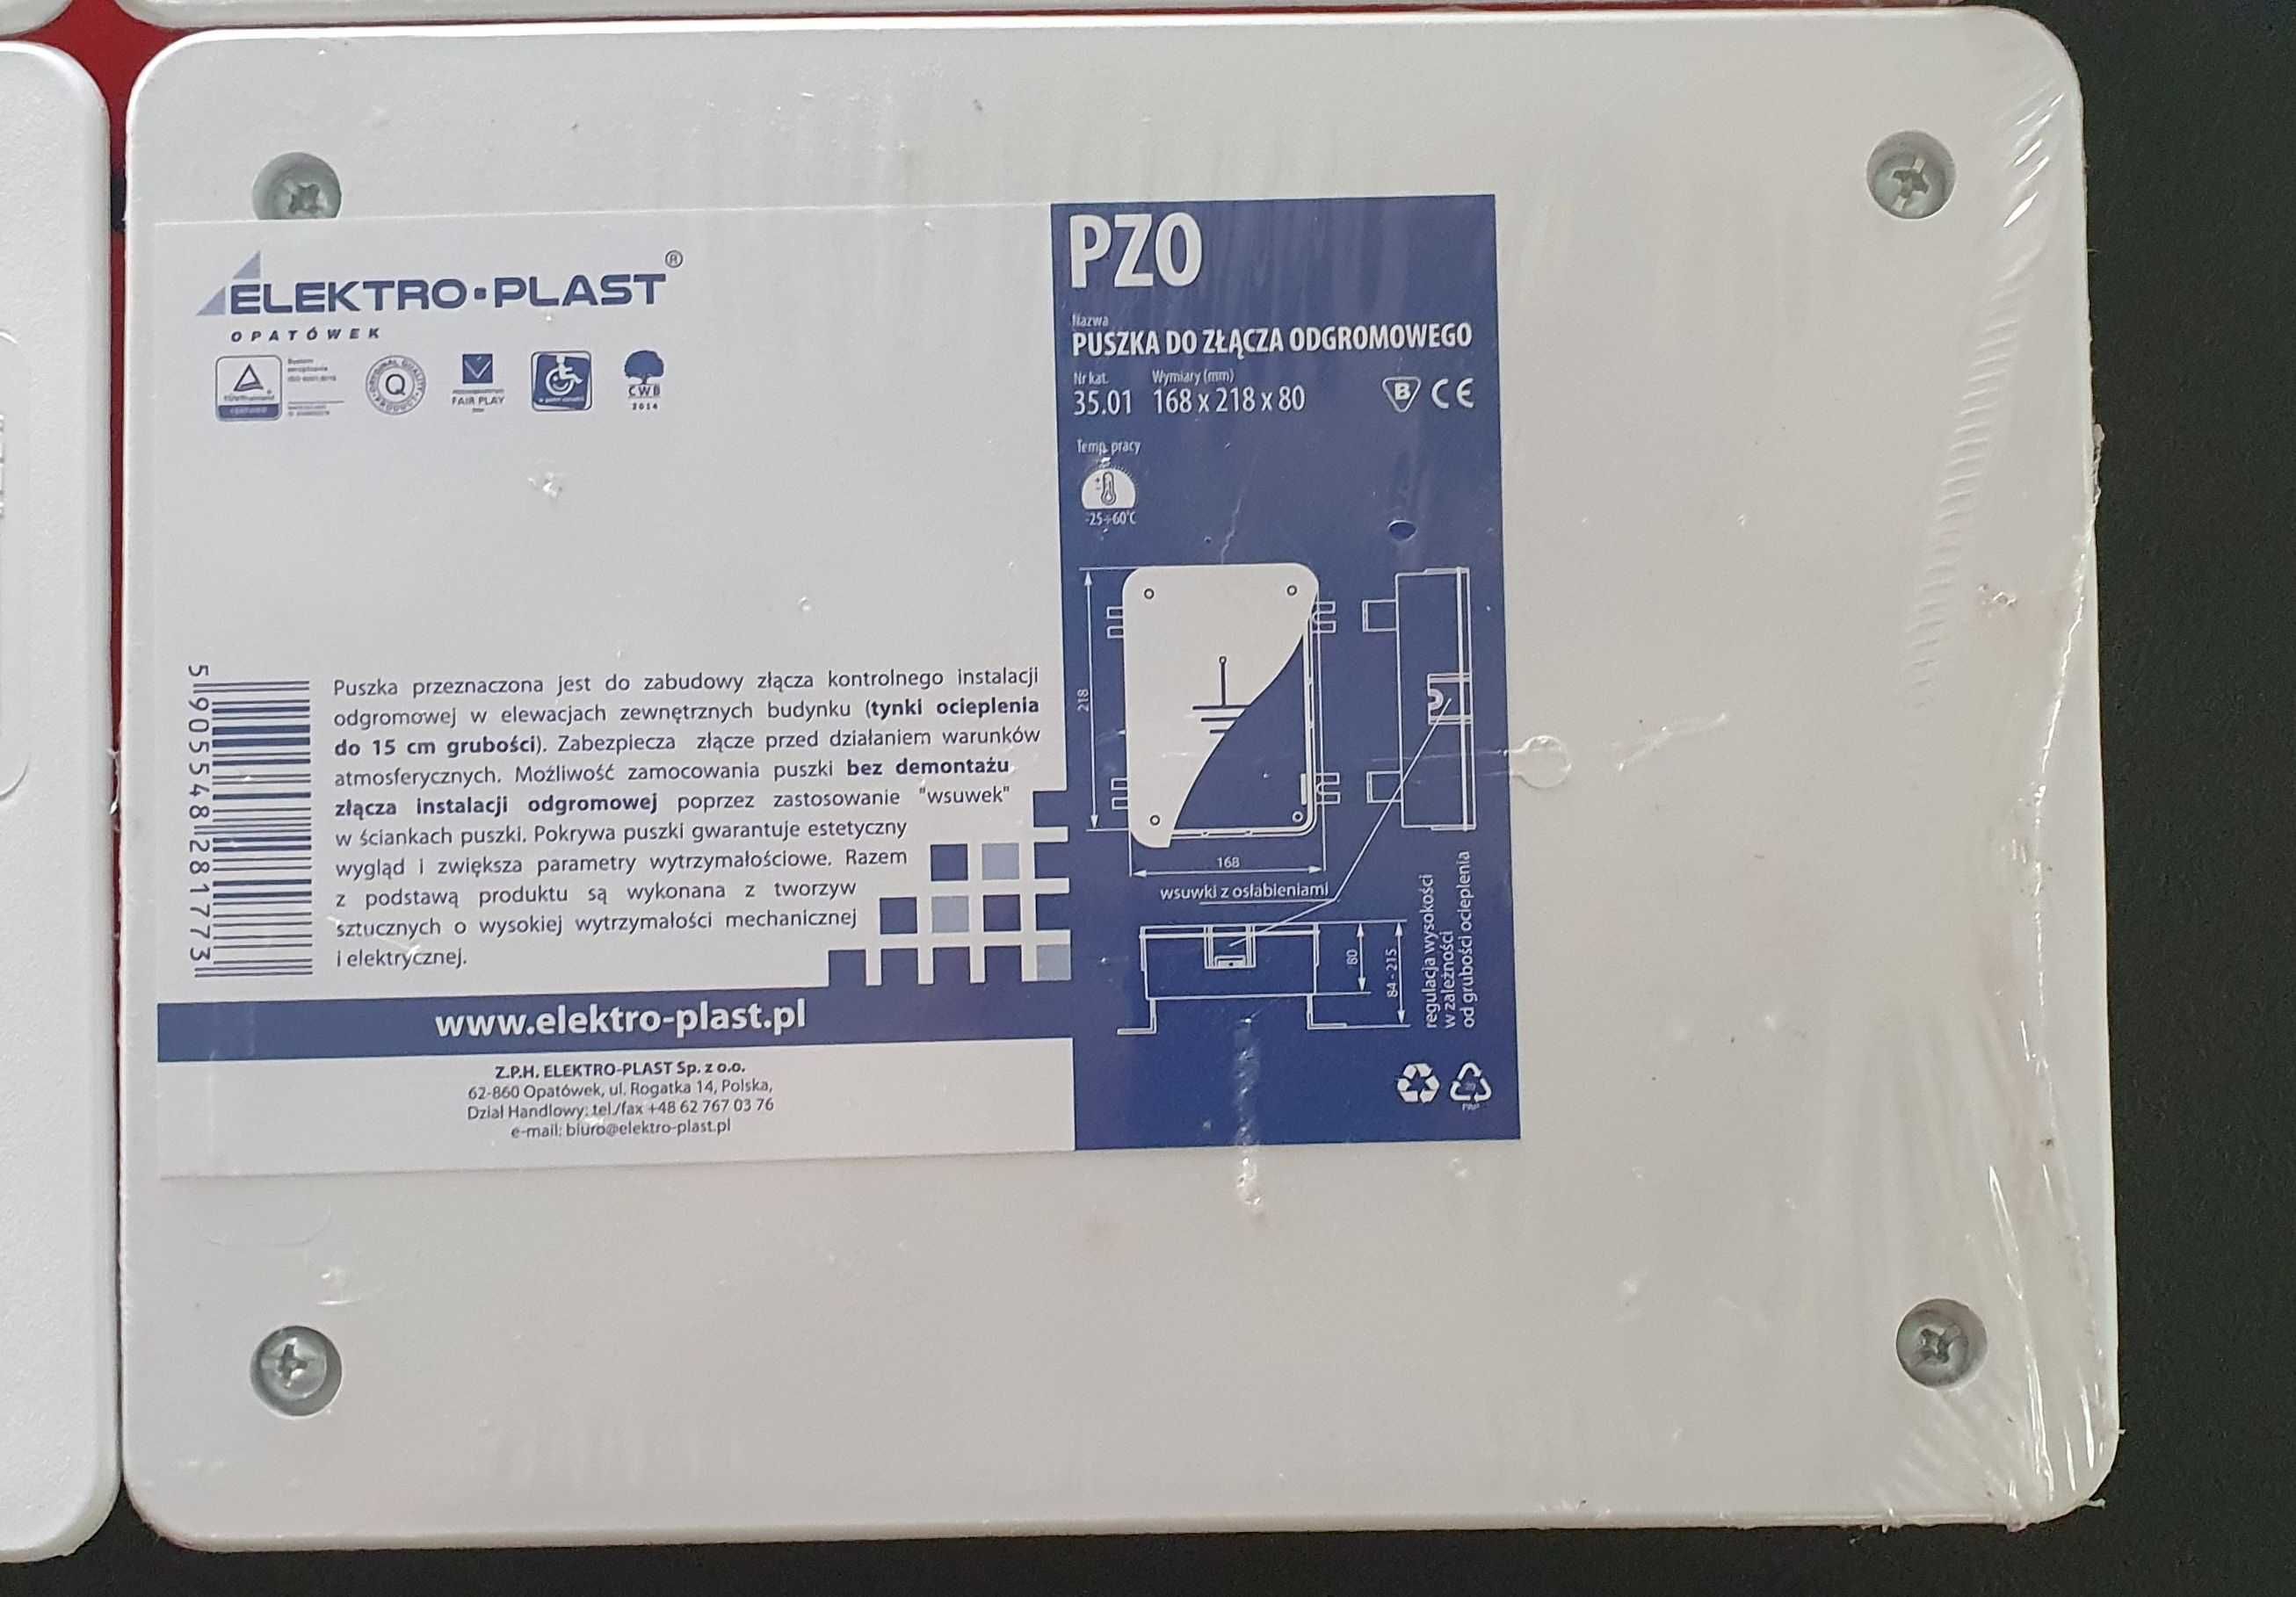 ELEKTRO-PLAST®
OPATÓWEK
Q
FAIR PLAY
CWB
2014
PZO
Nazwa
PUSZKA DO ZŁĄCZA ODGROMOWEGO
Nr kat. Wymiary (mm)
35.01 168 x 218 x 80 B CE
Temp. pracy
-25÷60°C
218
168
wsuwki z osłabieniami
80
84 - 215
regulacja wysokości
w zależności
od grubości ocieplenia
5 905548 281773
Puszka przeznaczona jest do zabudowy złącza kontrolnego instalacji
odgromowej w elewacjach zewnętrznych budynku (tynki ocieplenia
do 15 cm grubości). Zabezpiecza złącze przed działaniem warunków
atmosferycznych. Możliwość zamocowania puszki bez demontażu
złącza instalacji odgromowej poprzez zastosowanie "wsuwek"
w ściankach puszki. Pokrywa puszki gwarantuje estetyczny
wygląd i zwiększa parametry wytrzymałościowe. Razem
z podstawą produktu są wykonana z tworzyw
sztucznych o wysokiej wytrzymałości mechanicznej
i elektrycznej.
www.elektro-plast.pl
Z.P.H. ELEKTRO-PLAST Sp. z o.o.
62-860 Opatówek, ul. Rogatka 14, Polska,
Dział Handlowy: tel./fax +48 62 767 03 76
e-mail: biuro@elektro-plast.pl